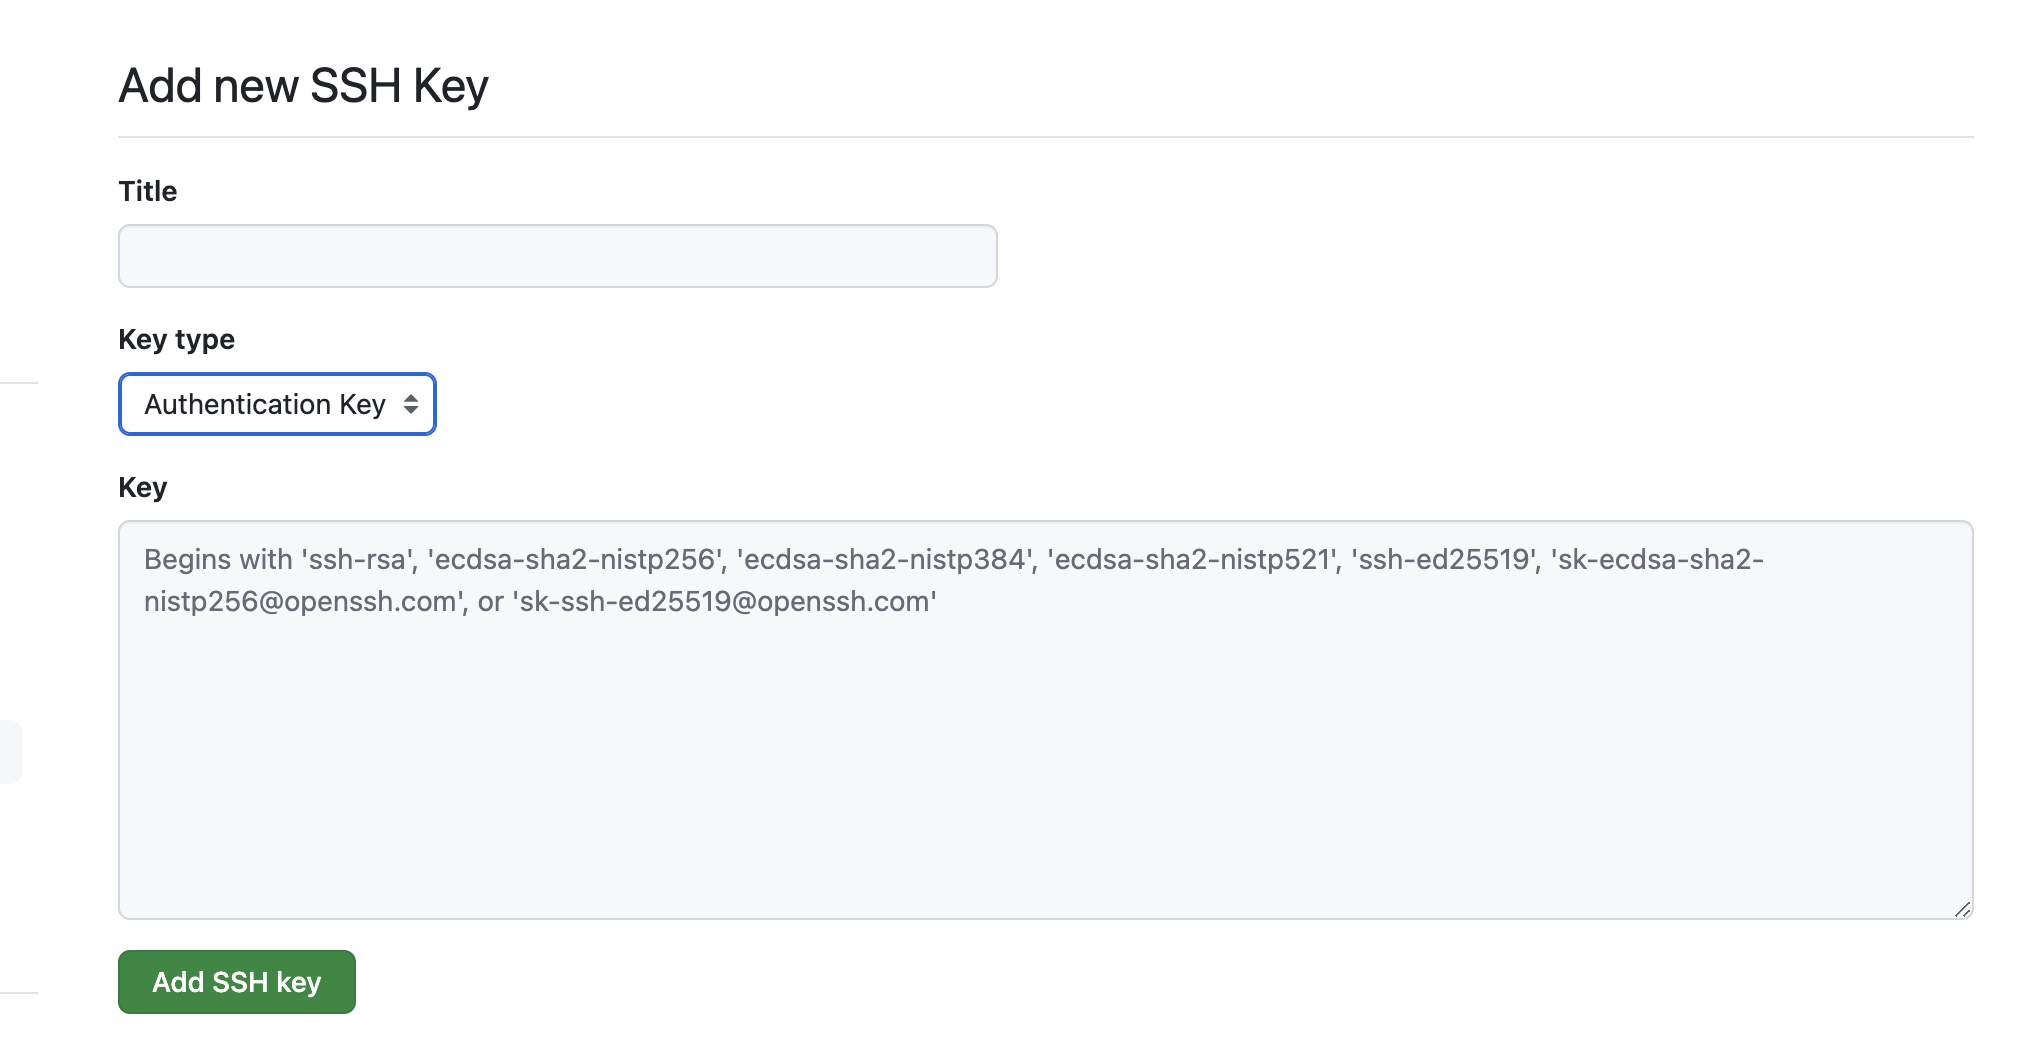 Add new SSH Key
Title
Key type
Authentication Key
Key
Begins with 'ssh-rsa', 'ecdsa-sha2-nistp256', 'ecdsa-sha2-nistp384', 'ecdsa-sha2-nistp521', 'ssh-ed25519', 'sk-ecdsa-sha2-
nistp256@openssh.com', or 'sk-ssh-ed25519@openssh.com'
Add SSH key